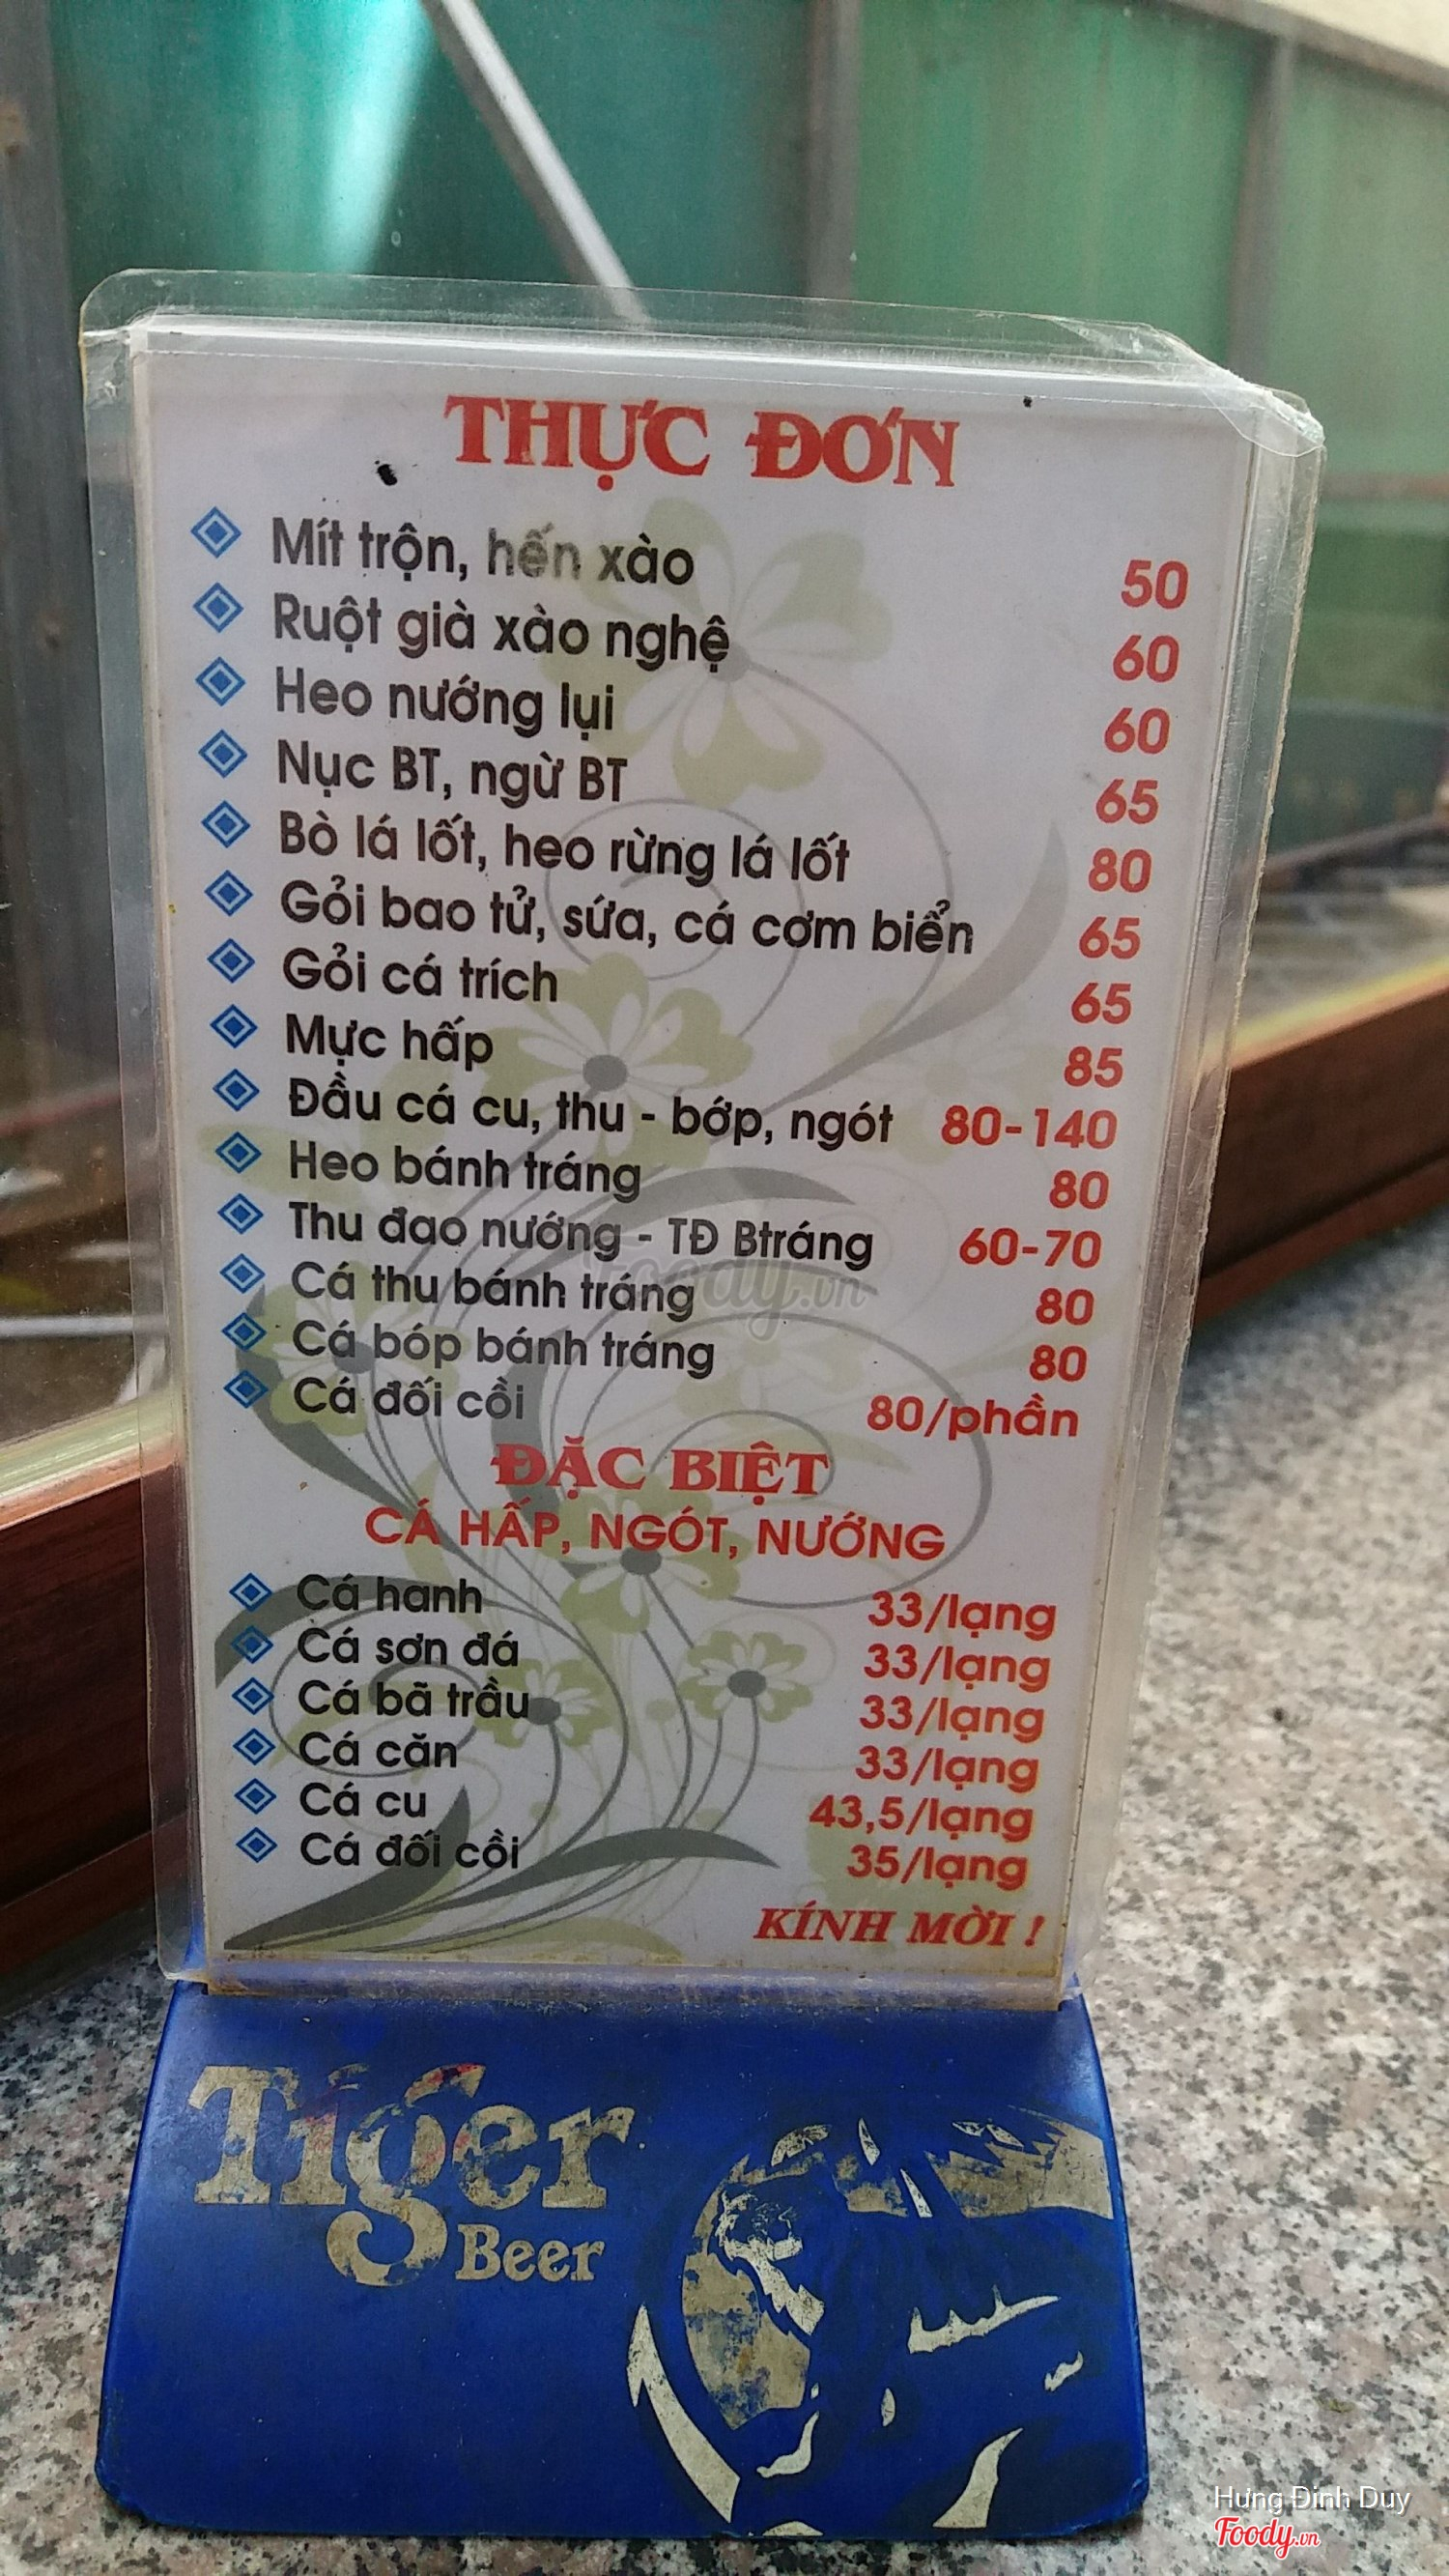 THỰC ĐƠN
Mít trộn, hến xào 50
Ruột già xào nghệ 60
Heo nướng lụi 60
Nục BT, ngừ BT 65
Bò lá lốt, heo rừng lá lốt 80
Gỏi bao tử, sứa, cá cơm biển 65
Gỏi cá trích 65
Mực hấp 85
Đầu cá cu, thu - bớp, ngót 80-140
Heo bánh tráng 80
Thu đao nướng - TĐ Btráng 60-70
Cá thu bánh tráng 80
Cá bóp bánh tráng 80
Cá đối cồi 80/phần
ĐẶC BIỆT
CÁ HẤP, NGÓT, NƯỚNG
Cá hanh 33/lạng
Cá sơn đá 33/lạng
Cá bã trầu 33/lạng
Cá căn 33/lạng
Cá cu 43,5/lạng
Cá đối cồi 35/lạng
KÍNH MỜI !
Foody.vn
Tiger
Beer
Hưng Đinh Duy
Foody.vn